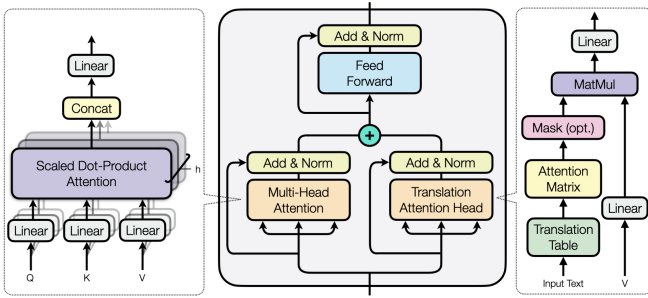 Linear
Concat
Scaled Dot-Product
Attention
h
Linear
Linear
Linear
Q
K
V
Add & Norm
Feed
Forward
+
Add & Norm
Add & Norm
Multi-Head
Attention
Translation
Attention Head
Linear
MatMul
Mask (opt.)
Attention
Matrix
Linear
Translation
Table
Input Text
V